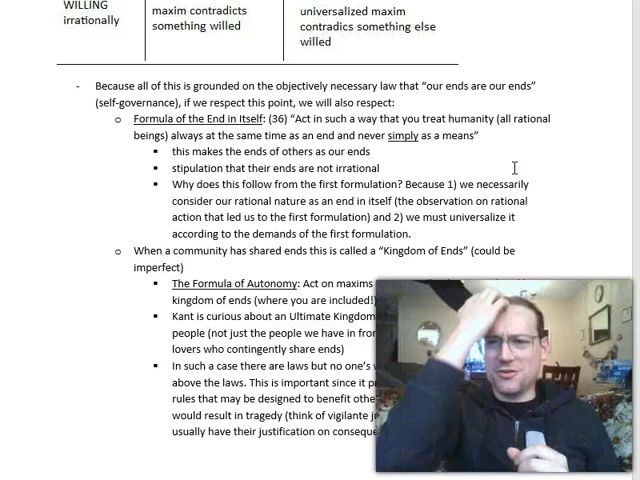 WILLING
irrationally
maxim contradicts
something willed
universalized maxim
contradics something else
willed
- Because all of this is grounded on the objectively necessary law that “our ends are our ends”
(self-governance), if we respect this point, we will also respect:
o Formula of the End in Itself: (36) “Act in such a way that you treat humanity (all rational
beings) always at the same time as an end and never simply as a means”
▪ this makes the ends of others as our ends
▪ stipulation that their ends are not irrational
▪ Why does this follow from the first formulation? Because 1) we necessarily
consider our rational nature as an end in itself (the observation on rational
action that led us to the first formulation) and 2) we must universalize it
according to the demands of the first formulation.
o When a community has shared ends this is called a “Kingdom of Ends” (could be
imperfect)
▪ The Formula of Autonomy: Act on maxims
kingdom of ends (where you are included!)
▪ Kant is curious about an Ultimate Kingdom
people (not just the people we have in fron
lovers who contingently share ends)
▪ In such a case there are laws but no one's
above the laws. This is important since it p
rules that may be designed to benefit othe
would result in tragedy (think of vigilante ju
usually have their justification on conseque